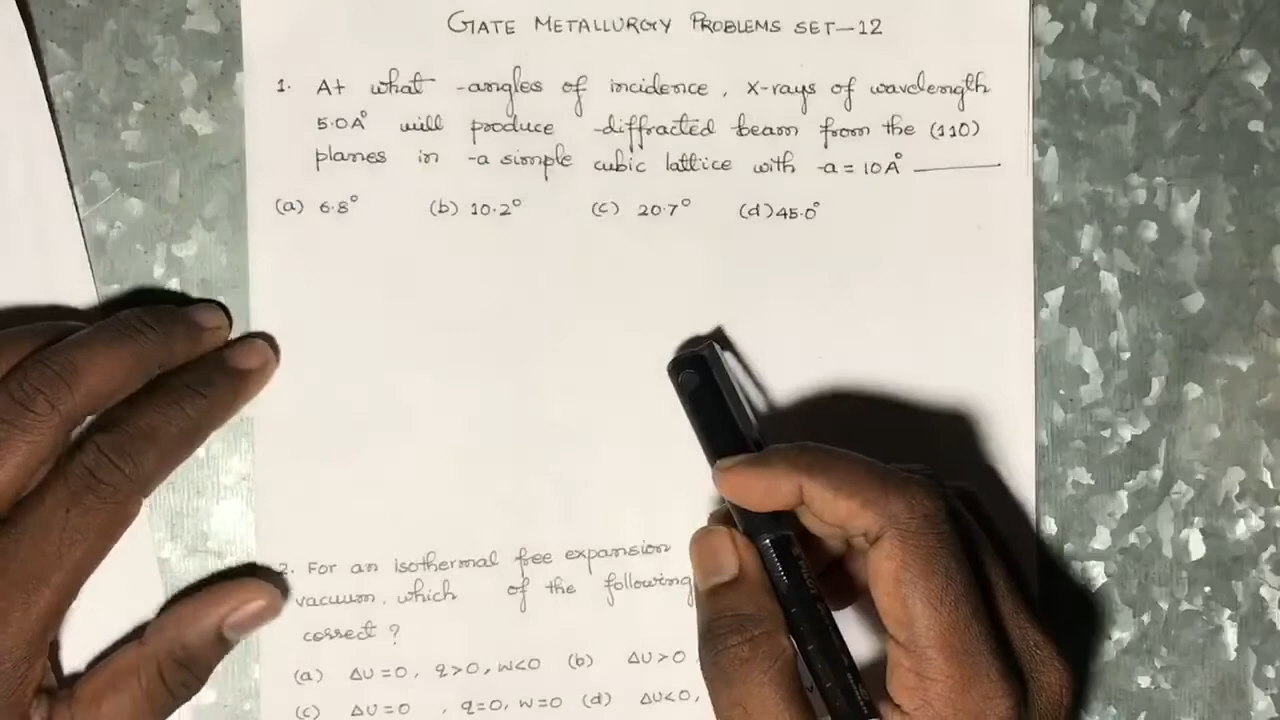 GATE METALLURGY PROBLEMS SET-12
1. At what angles of incidence, X-rays of wavelength
5.0A° will produce diffracted beam from the (110)
planes in a simple cubic lattice with a = 10A° ______
(a) 6.8° (b) 10.2° (c) 20.7° (d) 45.0°
2. For an isothermal free expansion
vacuum, which of the following
correct ?
(a) ΔU=0, q>0, W<0 (b) ΔU>0
(c) ΔU=0 , q=0, W=0 (d) ΔU<0,